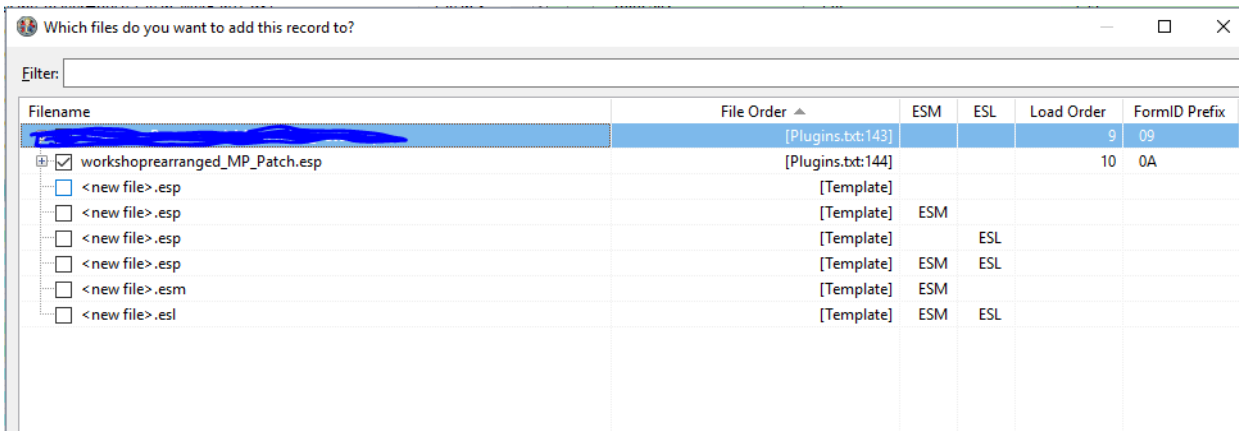 Which files do you want to add this record to?
Filter:
Filename File Order ESM ESL Load Order FormID Prefix
[Plugins.txt:143] 9 09
workshoprearranged_MP_Patch.esp [Plugins.txt:144] 10 0A
<new file>.esp [Template]
<new file>.esp [Template] ESM
<new file>.esp [Template] ESL
<new file>.esp [Template] ESM ESL
<new file>.esm [Template] ESM
<new file>.esl [Template] ESM ESL